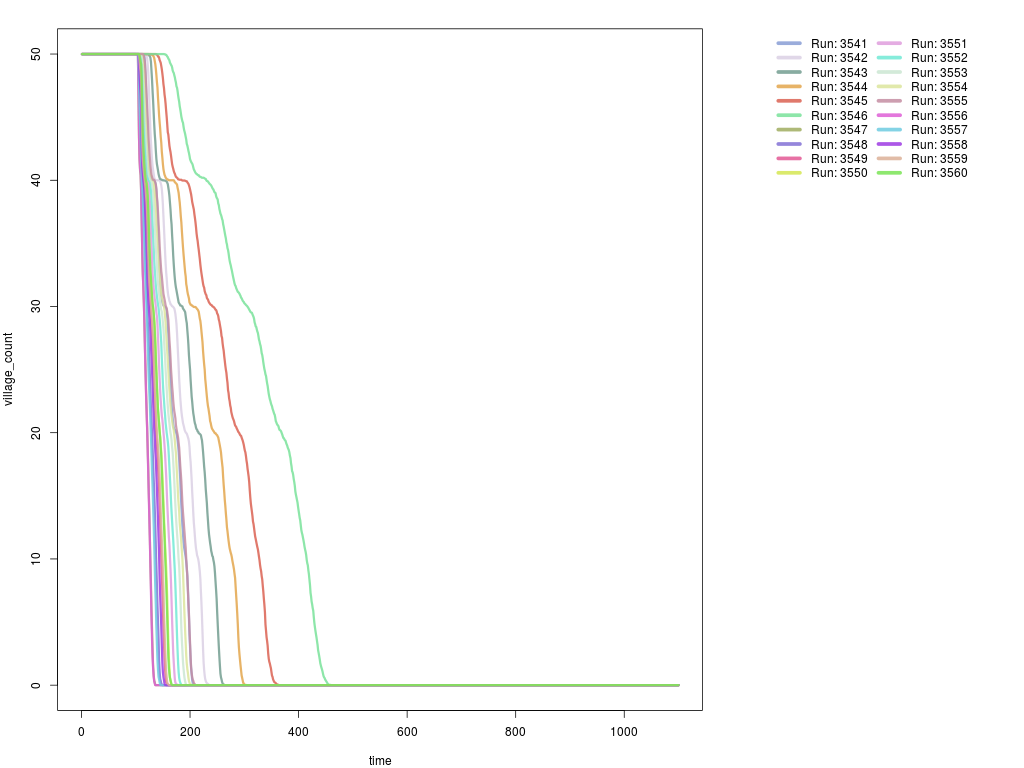 50
40
30
20
10
0
village_count
0 200 400 600 800 1000
time
Run: 3541 Run: 3551
Run: 3542 Run: 3552
Run: 3543 Run: 3553
Run: 3544 Run: 3554
Run: 3545 Run: 3555
Run: 3546 Run: 3556
Run: 3547 Run: 3557
Run: 3548 Run: 3558
Run: 3549 Run: 3559
Run: 3550 Run: 3560